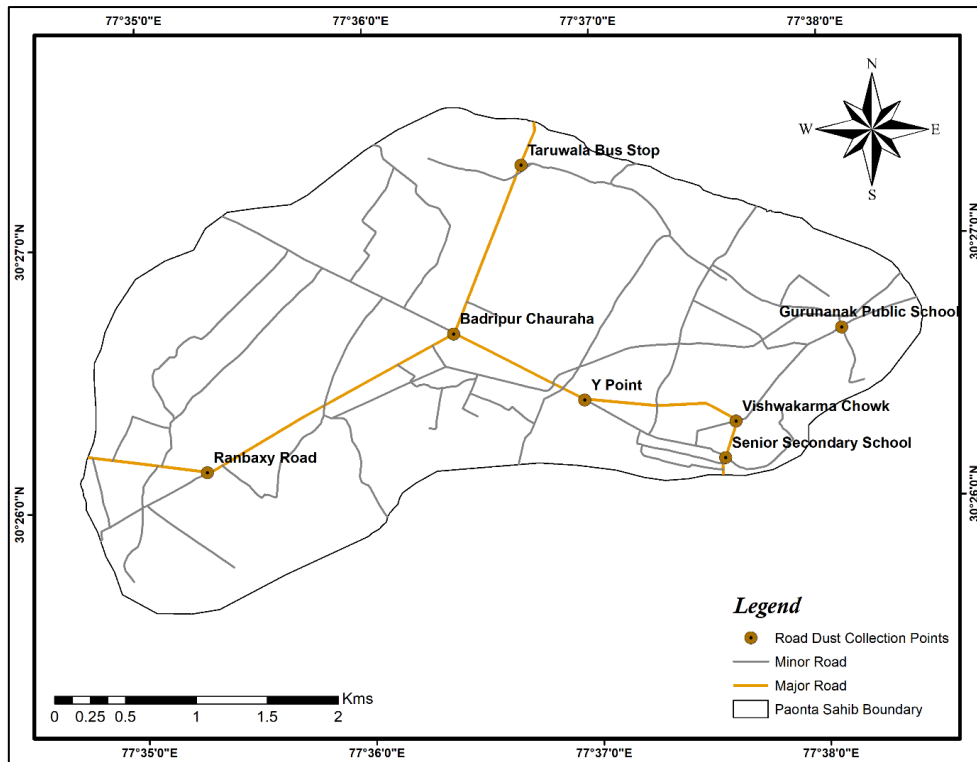 77°35'0"E 77°36'0"E 77°37'0"E 77°38'0"E
N
W E
S
Taruwala Bus Stop
30°27'0"N
30°27'0"N
Gurunanak Public School
Badripur Chauraha
Y Point
Vishwakarma Chowk
Senior Secondary School
Ranbaxy Road
30°26'0"N
30°26'0"N
Legend
Road Dust Collection Points
Minor Road
Major Road
Paonta Sahib Boundary
Kms
0 0.25 0.5 1 1.5 2
77°35'0"E 77°36'0"E 77°37'0"E 77°38'0"E